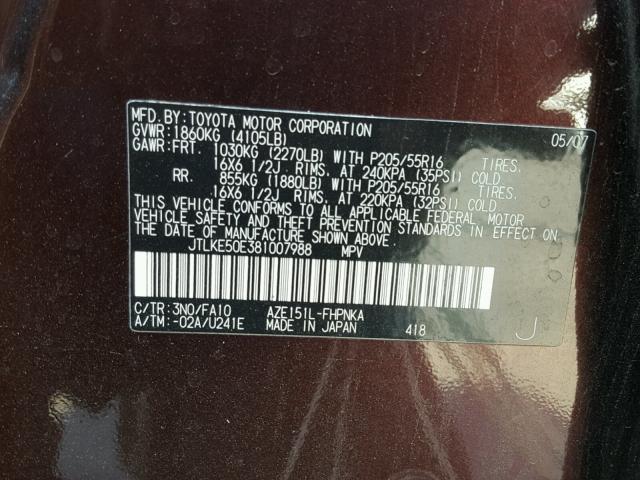 MFD. BY: TOYOTA MOTOR CORPORATION 05/07
GVWR: 1860KG (4105LB)
GAWR: FRT. 1030KG (2270LB) WITH P205/55R16 TIRES.
16X6 1/2J RIMS. AT 240KPA (35PSI) COLD
RR. 855KG (1880LB) WITH P205/55R16 TIRES.
16X6 1/2J RIMS. AT 220KPA (32PSI) COLD
THIS VEHICLE CONFORMS TO ALL APPLICABLE FEDERAL MOTOR
VEHICLE SAFETY AND THEFT PREVENTION STANDARDS IN EFFECT ON
THE DATE OF MANUFACTURE SHOWN ABOVE.
JTLKE50E381007988 MPV
C/TR: 3N0/FA10 AZE151L-FHPNKA
A/TM: -02A/U241E MADE IN JAPAN 418 J